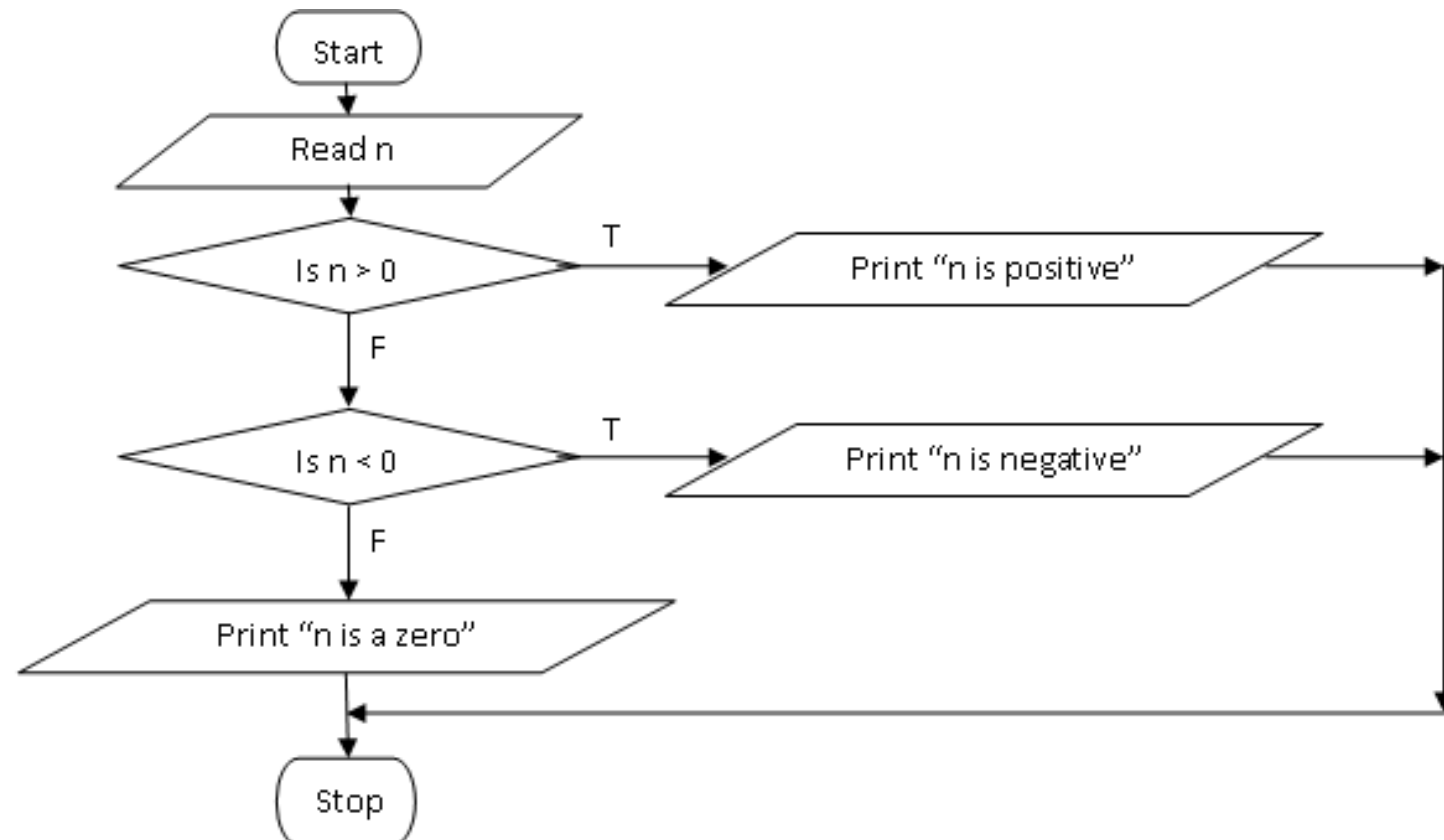 Start
Read n
Is n > 0
T
Print “n is positive”
F
Is n < 0
T
Print “n is negative”
F
Print “n is a zero”
Stop